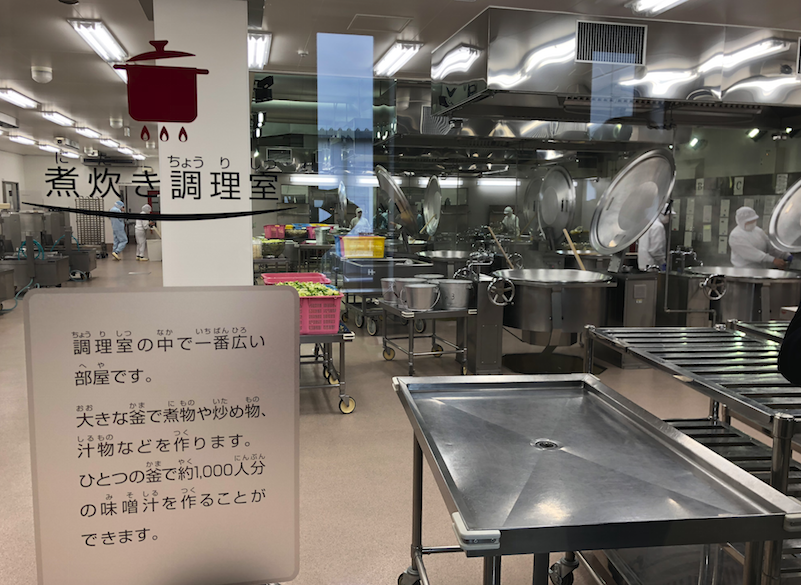 煮炊き調理室
調理室の中で一番広い
部屋です。
大きな釜で煮物や炒め物、
汁物などを作ります。
ひとつの釜で約1,000人分
の味噌汁を作ることが
できます。